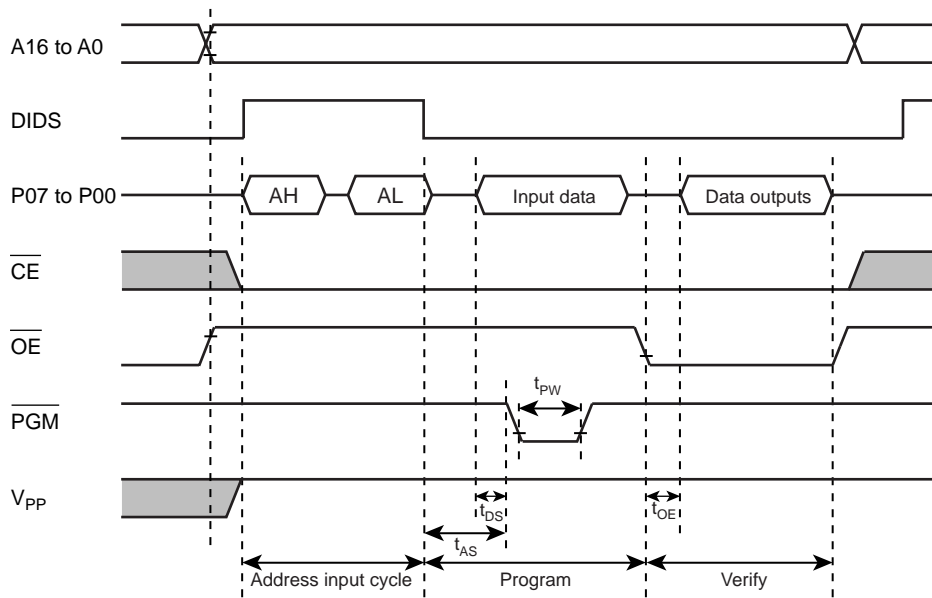 A16 to A0
DIDS
P07 to P00 AH AL Input data Data outputs
CE
OE
tPW
PGM
VPP
tDS tOE
tAS
Address input cycle Program Verify